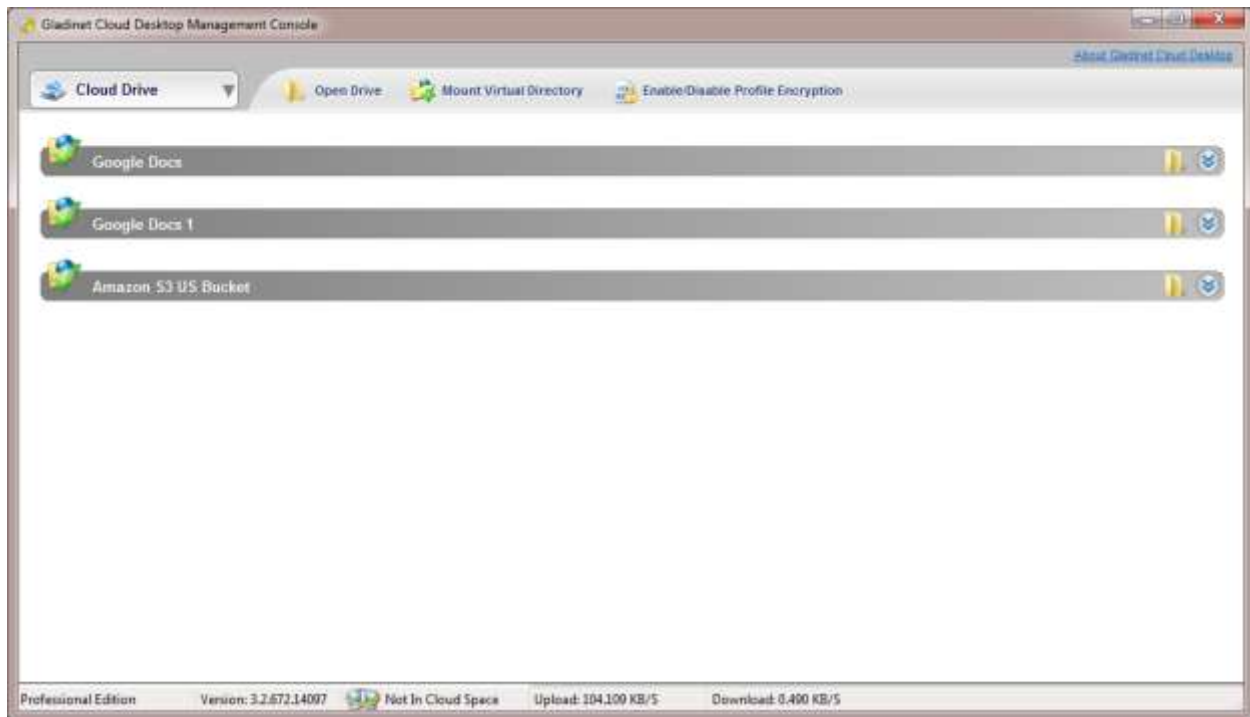 Gladinet Cloud Desktop Management Console
About Gladinet Cloud Desktop
Cloud Drive Open Drive Mount Virtual Directory Enable/Disable Profile Encryption
Google Docs
Google Docs 1
Amazon S3 US Bucket
Professional Edition Version: 3.2.672.14097 Not In Cloud Space Upload: 104.109 KB/S Download: 0.490 KB/S